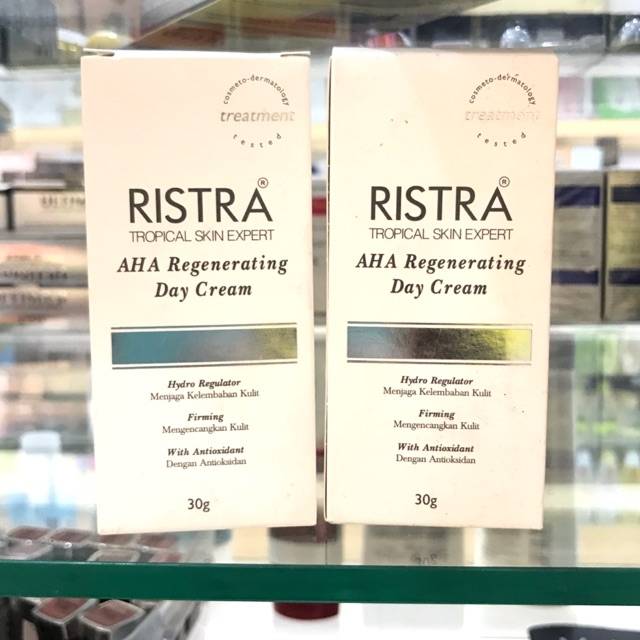 cosmeto-dermatology
treatment
tested
RISTRA®
TROPICAL SKIN EXPERT
AHA Regenerating
Day Cream
Hydro Regulator
Menjaga Kelembaban Kulit
Firming
Mengencangkan Kulit
With Antioxidant
Dengan Antioksidan
30g
cosmeto-dermatology
treatment
tested
RISTRA®
TROPICAL SKIN EXPERT
AHA Regenerating
Day Cream
Hydro Regulator
Menjaga Kelembaban Kulit
Firming
Mengencangkan Kulit
With Antioxidant
Dengan Antioksidan
30g